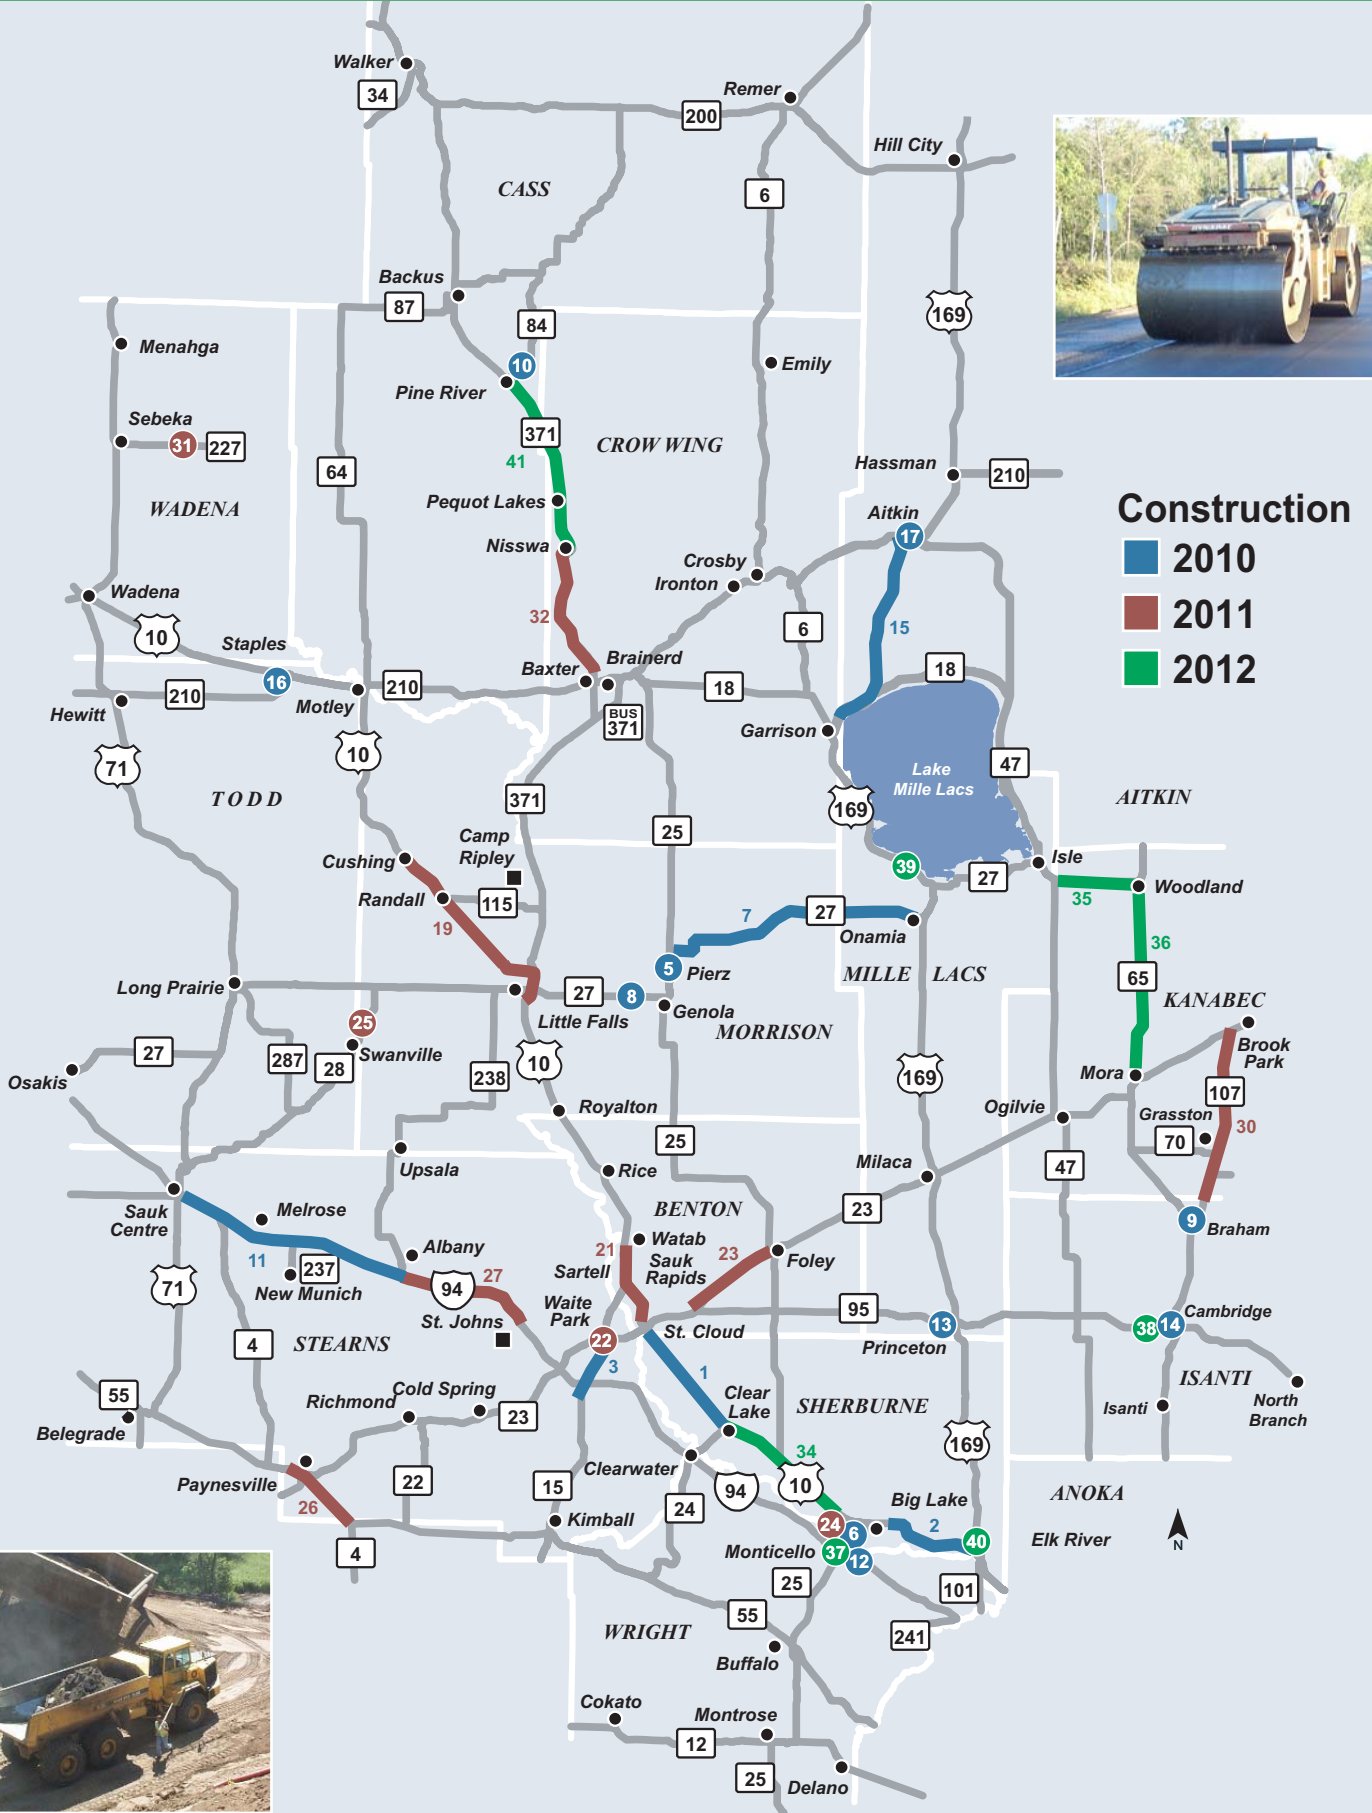 Walker
34
Remer
200
Hill City
CASS
6
Backus
87
84
169
Menahga
10
Emily
Pine River
Sebeka
31
227
371
CROW WING
41
64
Hassman
210
Pequot Lakes
WADENA
Construction
Aitkin
17
2010
Nisswa
Crosby
Ironton
Wadena
2011
32
10
6
15
Staples
2012
Baxter
Brainerd
18
16
210
210
18
Motley
Hewitt
BUS
371
Garrison
10
71
47
Lake
Mille Lacs
TODD
371
169
AITKIN
25
Camp
Ripley
Cushing
Isle
39
27
Woodland
Randall
115
35
7
27
19
Onamia
36
5
Pierz
MILLE LACS
65
Long Prairie
27
8
KANABEC
Genola
Little Falls
25
MORRISON
Brook
Park
27
287
28
Swanville
10
Osakis
238
169
Mora
107
Royalton
Ogilvie
Grasston
30
25
70
Upsala
Rice
Milaca
47
Sauk
Centre
Melrose
BENTON
23
9
Braham
Albany
21
Watab
23
11
237
27
Sartell
Sauk
Rapids
Foley
71
New Munich
94
Waite
Park
95
Cambridge
St. Johns
13
38
14
22
St. Cloud
4
STEARNS
Princeton
3
1
ISANTI
55
Richmond
Cold Spring
Clear
Lake
SHERBURNE
North
Branch
Isanti
Belegrade
23
169
34
Clearwater
Paynesville
22
15
94
10
ANOKA
26
24
Big Lake
Kimball
24
6
2
Elk River
N
4
Monticello
37
12
40
25
101
55
WRIGHT
241
Buffalo
Cokato
Montrose
12
25
Delano